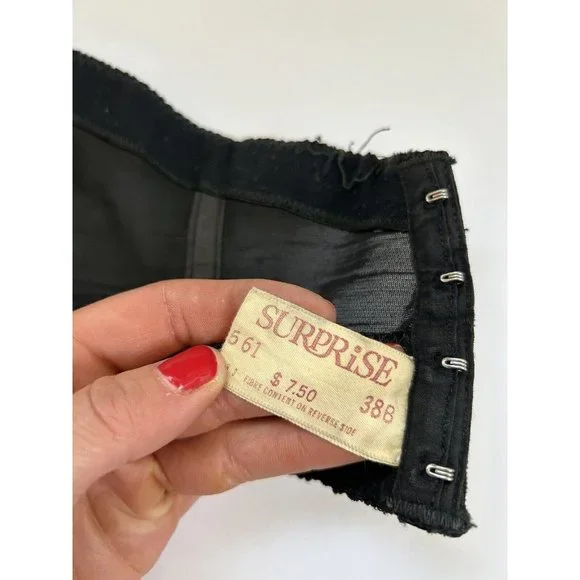 SURPRiSE
561
$ 7.50 38B
FIBRE CONTENT ON REVERSE SIDE